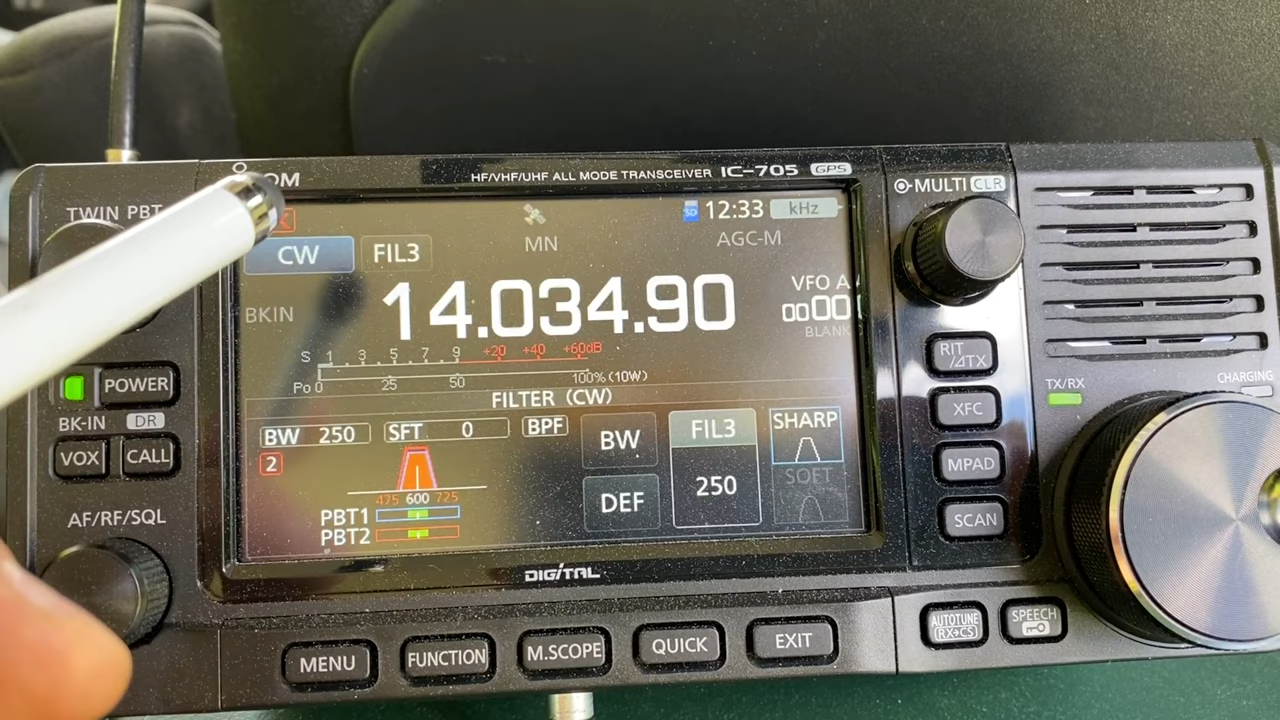 HF/VHF/UHF ALL MODE TRANSCEIVER IC-705 GPS
TWIN PBT
MULTI CLR
SD 12:33 kHz
CW FIL3 MN AGC-M
BKIN 14.034.90 VFO A
00
BLANK
S 1 3 5 7 9 +20 +40 +60dB
Po 0 25 50 100% (10W)
FILTER (CW)
BW 250 SFT 0 BPF
2
BW
FIL3
250
SHARP
SOFT
DEF
475 600 725
PBT1
PBT2
DIGITAL
POWER
BK-IN DR
VOX CALL
AF/RF/SQL
RIT/ΔTX
XFC
MPAD
SCAN
TX/RX
CHARGING
MENU FUNCTION M.SCOPE QUICK EXIT
AUTOTUNE
RX→CS
SPEECH